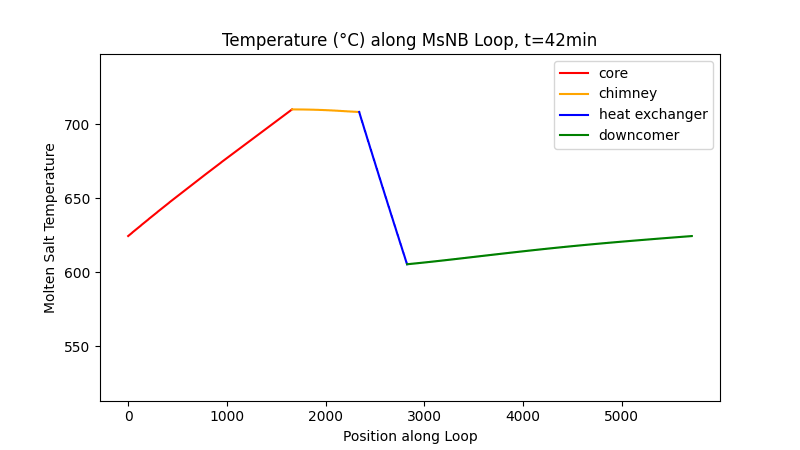 Temperature (°C) along MsNB Loop, t=42min
core
chimney
heat exchanger
downcomer
700
650
600
550
Molten Salt Temperature
0 1000 2000 3000 4000 5000
Position along Loop